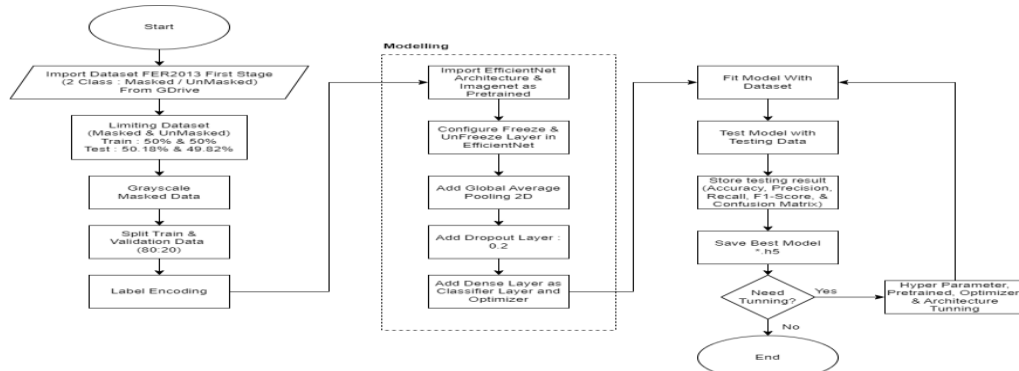 Start
Import Dataset FER2013 First Stage
(2 Class : Masked / UnMasked)
From GDrive
Limiting Dataset
(Masked & UnMasked)
Train : 50% & 50%
Test : 50.18% & 49.82%
Grayscale
Masked Data
Split Train &
Validation Data
(80:20)
Label Encoding
Modelling
Import EfficientNet
Architecture &
Imagenet as
Pretrained
Configure Freeze &
UnFreeze Layer in
EfficientNet
Add Global Average
Pooling 2D
Add Dropout Layer :
0.2
Add Dense Layer as
Classifier Layer and
Optimizer
Fit Model With
Dataset
Test Model with
Testing Data
Store testing result
(Accuracy, Precision,
Recall, F1-Score, &
Confusion Matrix)
Save Best Model
*.h5
Need
Tunning?
Yes
Hyper Parameter,
Pretrained, Optimizer
& Architecture
Tunning
No
End